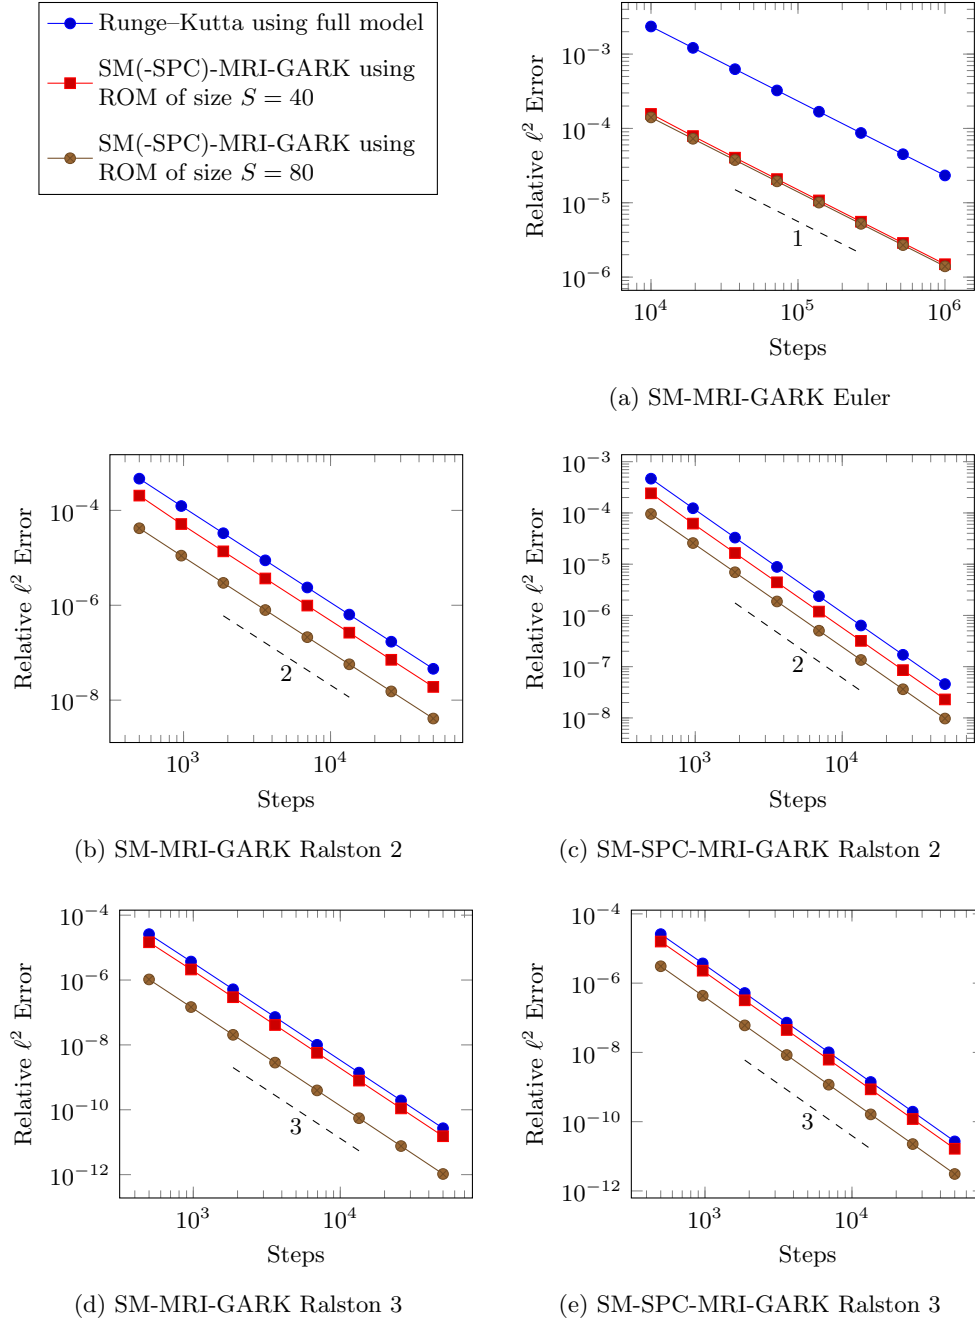 Runge–Kutta using full model
SM(-SPC)-MRI-GARK using
ROM of size S = 40
SM(-SPC)-MRI-GARK using
ROM of size S = 80
Relative ℓ² Error
10⁻³
10⁻⁴
10⁻⁵
10⁻⁶
1
10⁴ 10⁵ 10⁶
Steps
(a) SM-MRI-GARK Euler
Relative ℓ² Error
10⁻⁴
10⁻⁶
10⁻⁸
2
10³ 10⁴
Steps
(b) SM-MRI-GARK Ralston 2
Relative ℓ² Error
10⁻³
10⁻⁴
10⁻⁵
10⁻⁶
10⁻⁷
10⁻⁸
2
10³ 10⁴
Steps
(c) SM-SPC-MRI-GARK Ralston 2
Relative ℓ² Error
10⁻⁴
10⁻⁶
10⁻⁸
10⁻¹⁰
10⁻¹²
3
10³ 10⁴
Steps
(d) SM-MRI-GARK Ralston 3
Relative ℓ² Error
10⁻⁴
10⁻⁶
10⁻⁸
10⁻¹⁰
10⁻¹²
3
10³ 10⁴
Steps
(e) SM-SPC-MRI-GARK Ralston 3